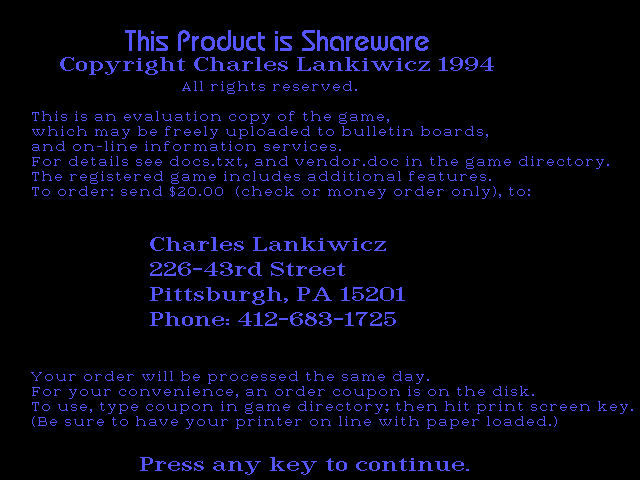 This Product is Shareware
Copyright Charles Lankiwicz 1994
All rights reserved.
This is an evaluation copy of the game,
which may be freely uploaded to bulletin boards,
and on-line information services.
For details see docs.txt, and vendor.doc in the game directory.
The registered game includes additional features.
To order: send $20.00 (check or money order only), to:
Charles Lankiwicz
226-43rd Street
Pittsburgh, PA 15201
Phone: 412-683-1725
Your order will be processed the same day.
For your convenience, an order coupon is on the disk.
To use, type coupon in game directory; then hit print screen key.
(Be sure to have your printer on line with paper loaded.)
Press any key to continue.